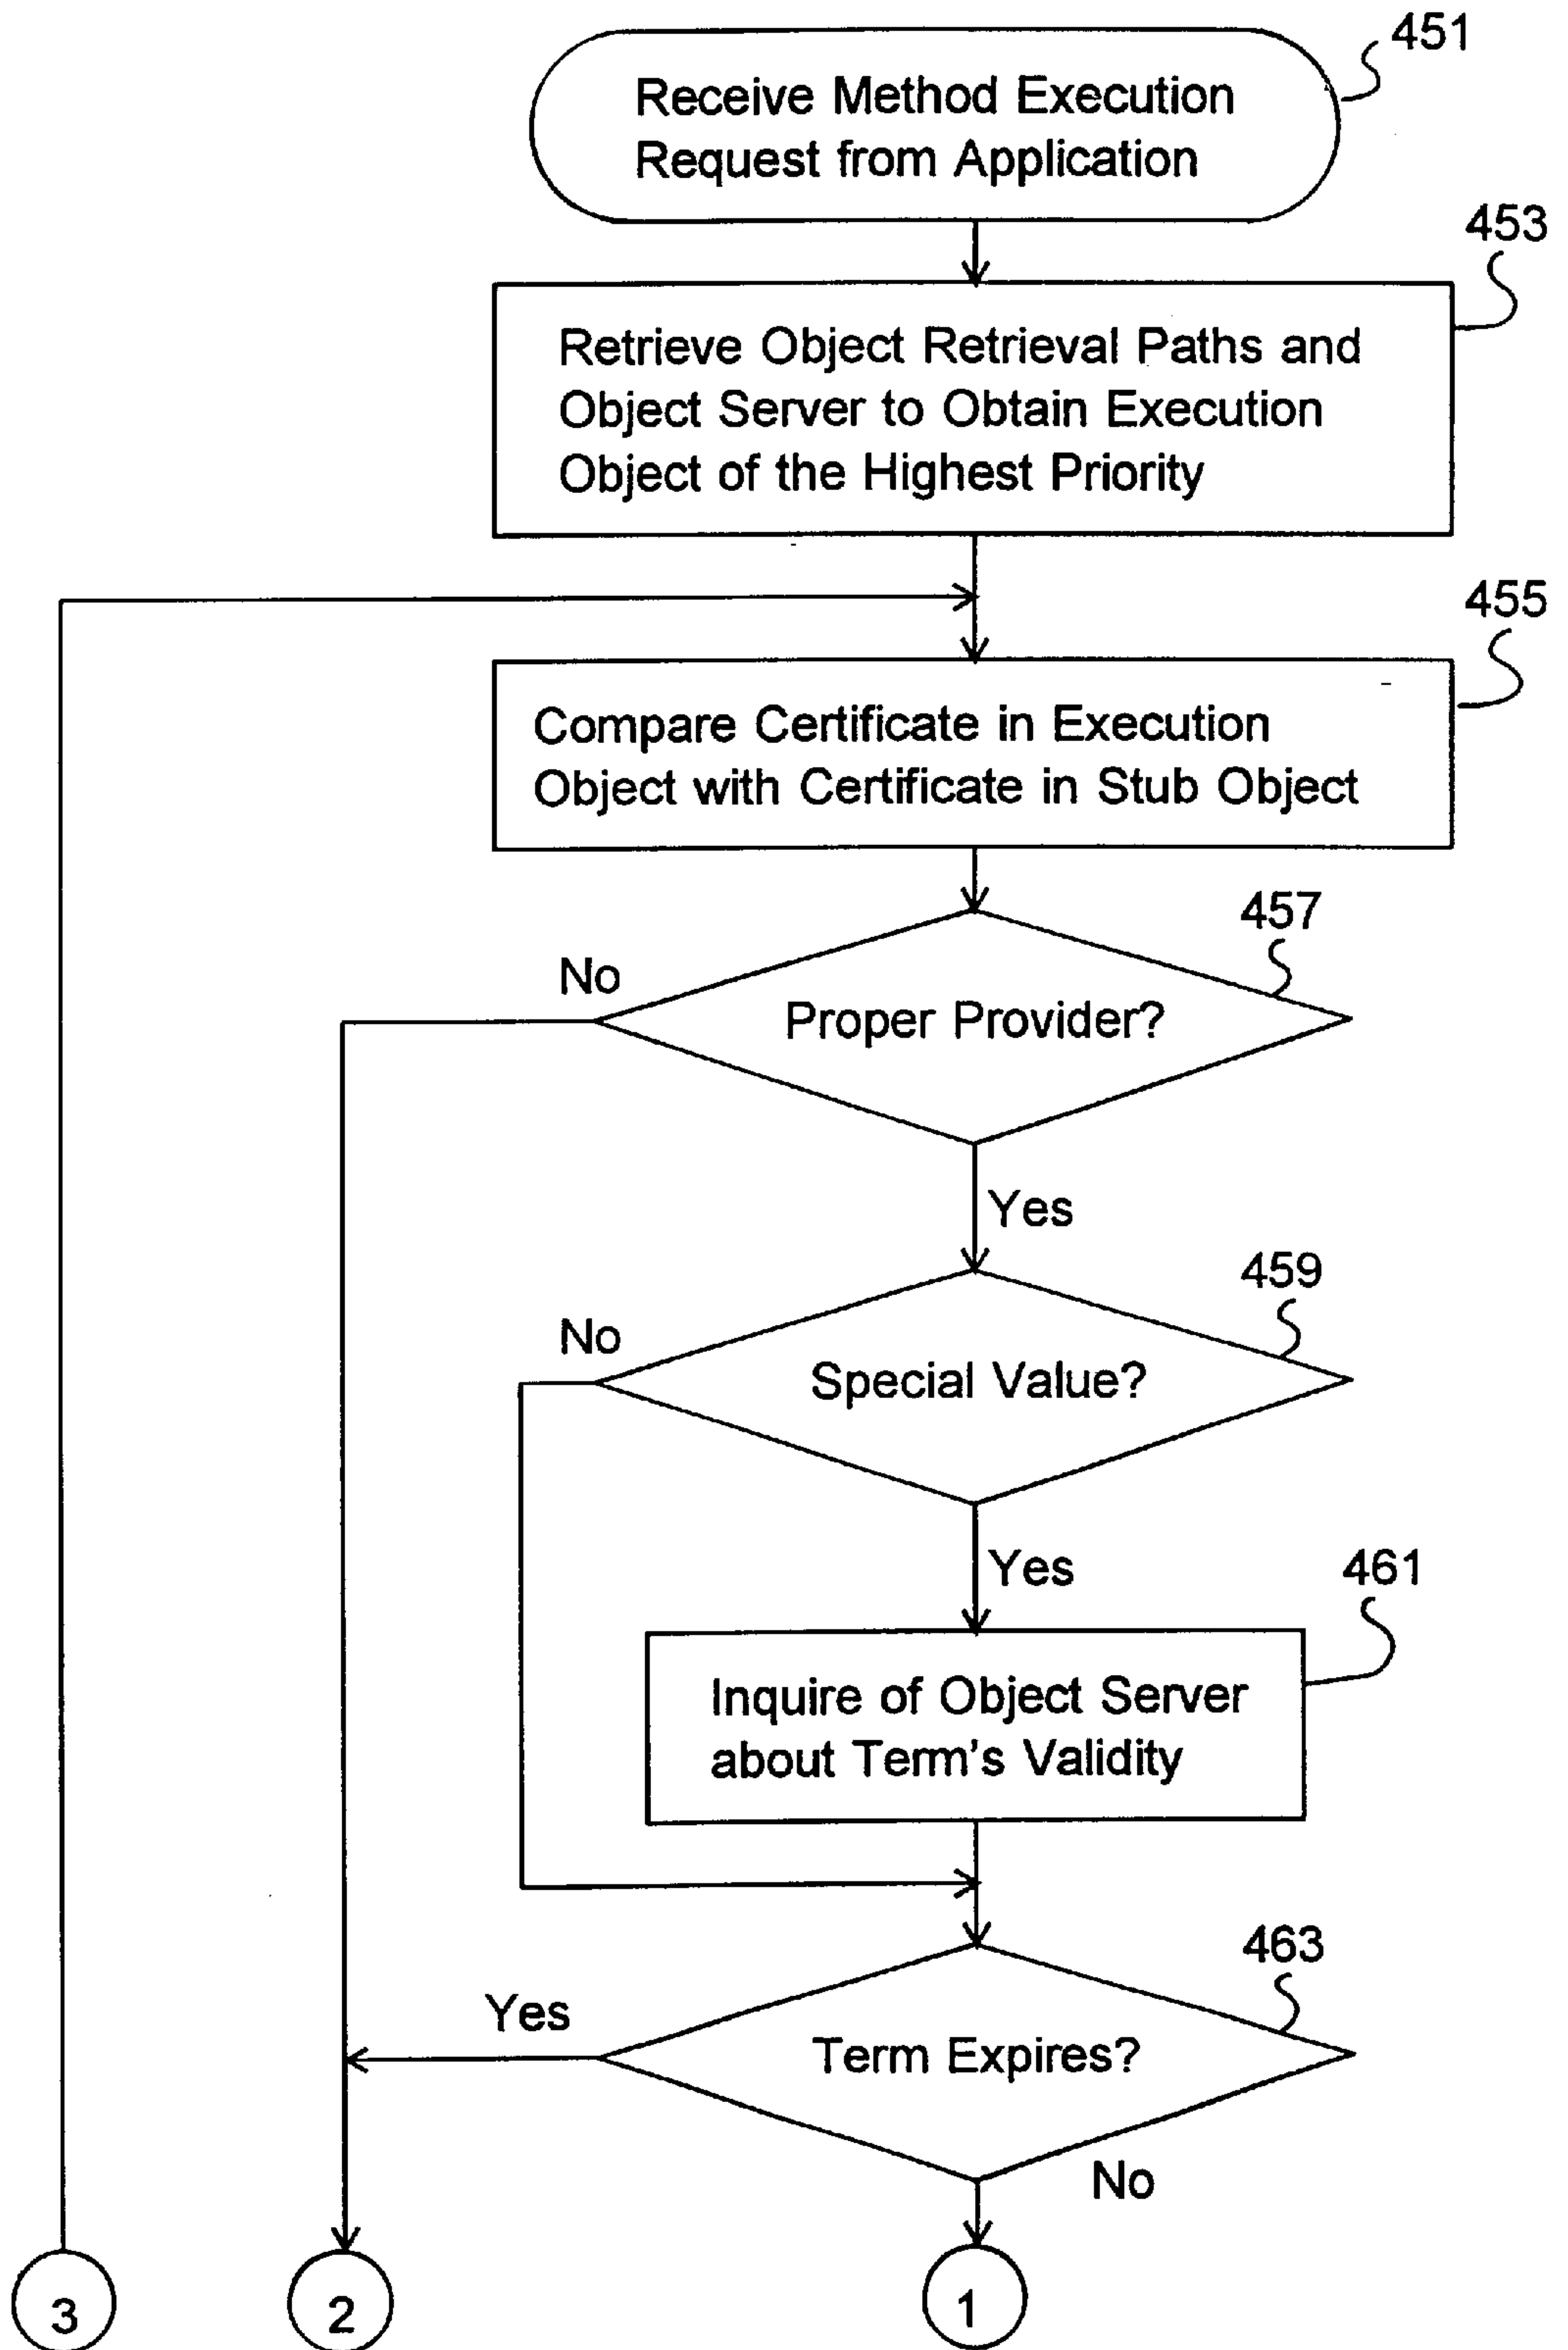 451
Receive Method Execution
Request from Application
453
Retrieve Object Retrieval Paths and
Object Server to Obtain Execution
Object of the Highest Priority
455
Compare Certificate in Execution
Object with Certificate in Stub Object
457
No
Proper Provider?
Yes
459
No
Special Value?
Yes
461
Inquire of Object Server
about Term's Validity
463
Yes
Term Expires?
No
3
2
1